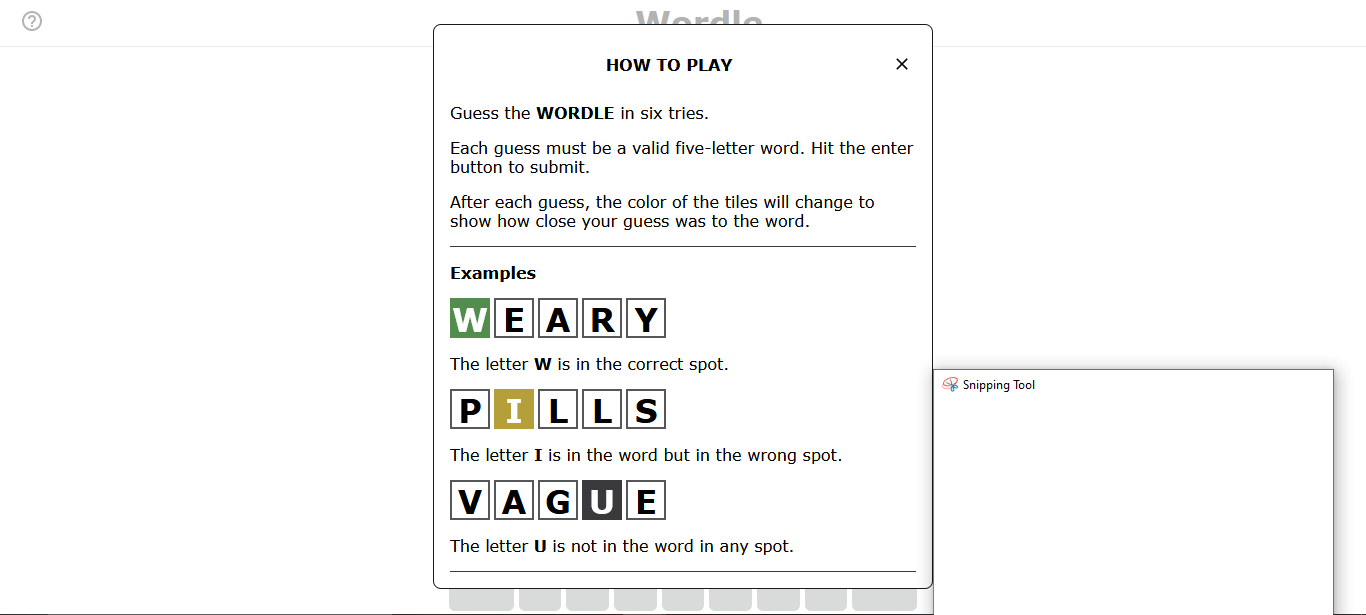 Wordle
HOW TO PLAY
Guess the WORDLE in six tries.
Each guess must be a valid five-letter word. Hit the enter
button to submit.
After each guess, the color of the tiles will change to
show how close your guess was to the word.
Examples
WEARY
The letter W is in the correct spot.
PILLS
The letter I is in the word but in the wrong spot.
VAGUE
The letter U is not in the word in any spot.
Snipping Tool